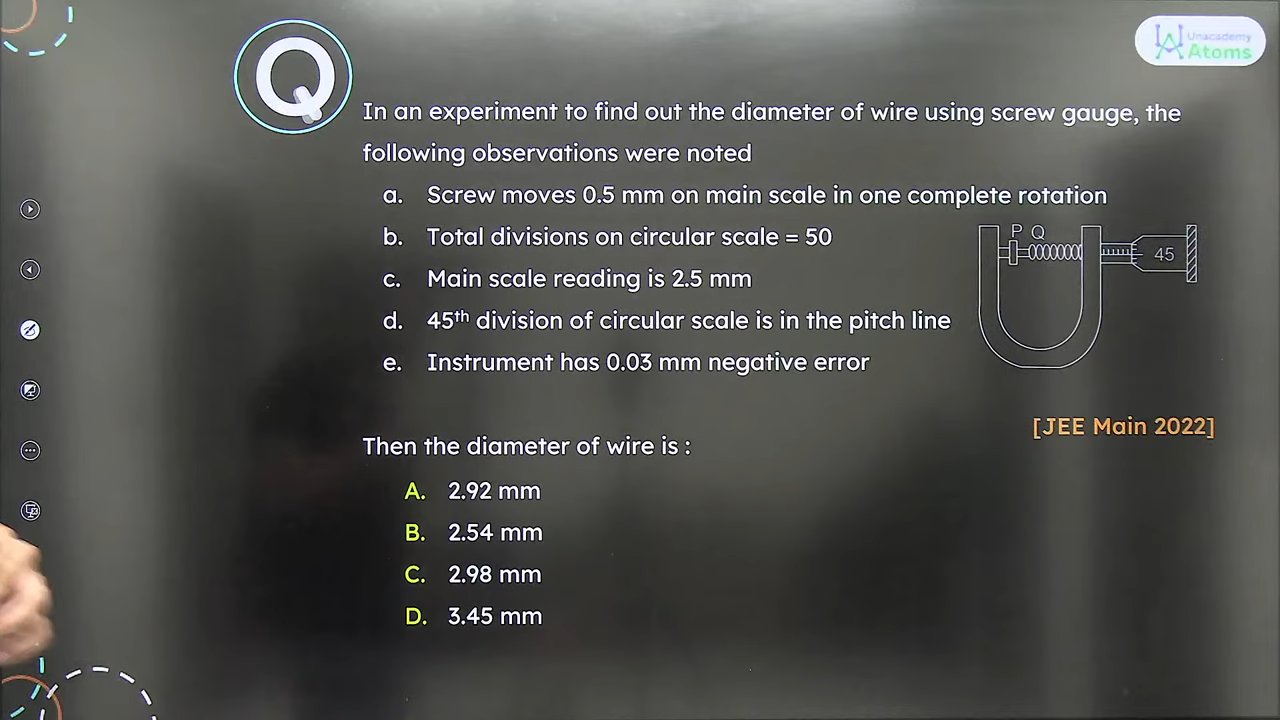 Q
Unacademy
Atoms
In an experiment to find out the diameter of wire using screw gauge, the
following observations were noted
a. Screw moves 0.5 mm on main scale in one complete rotation
b. Total divisions on circular scale = 50
P Q
45
c. Main scale reading is 2.5 mm
d. 45th division of circular scale is in the pitch line
e. Instrument has 0.03 mm negative error
[JEE Main 2022]
Then the diameter of wire is :
A. 2.92 mm
B. 2.54 mm
C. 2.98 mm
D. 3.45 mm